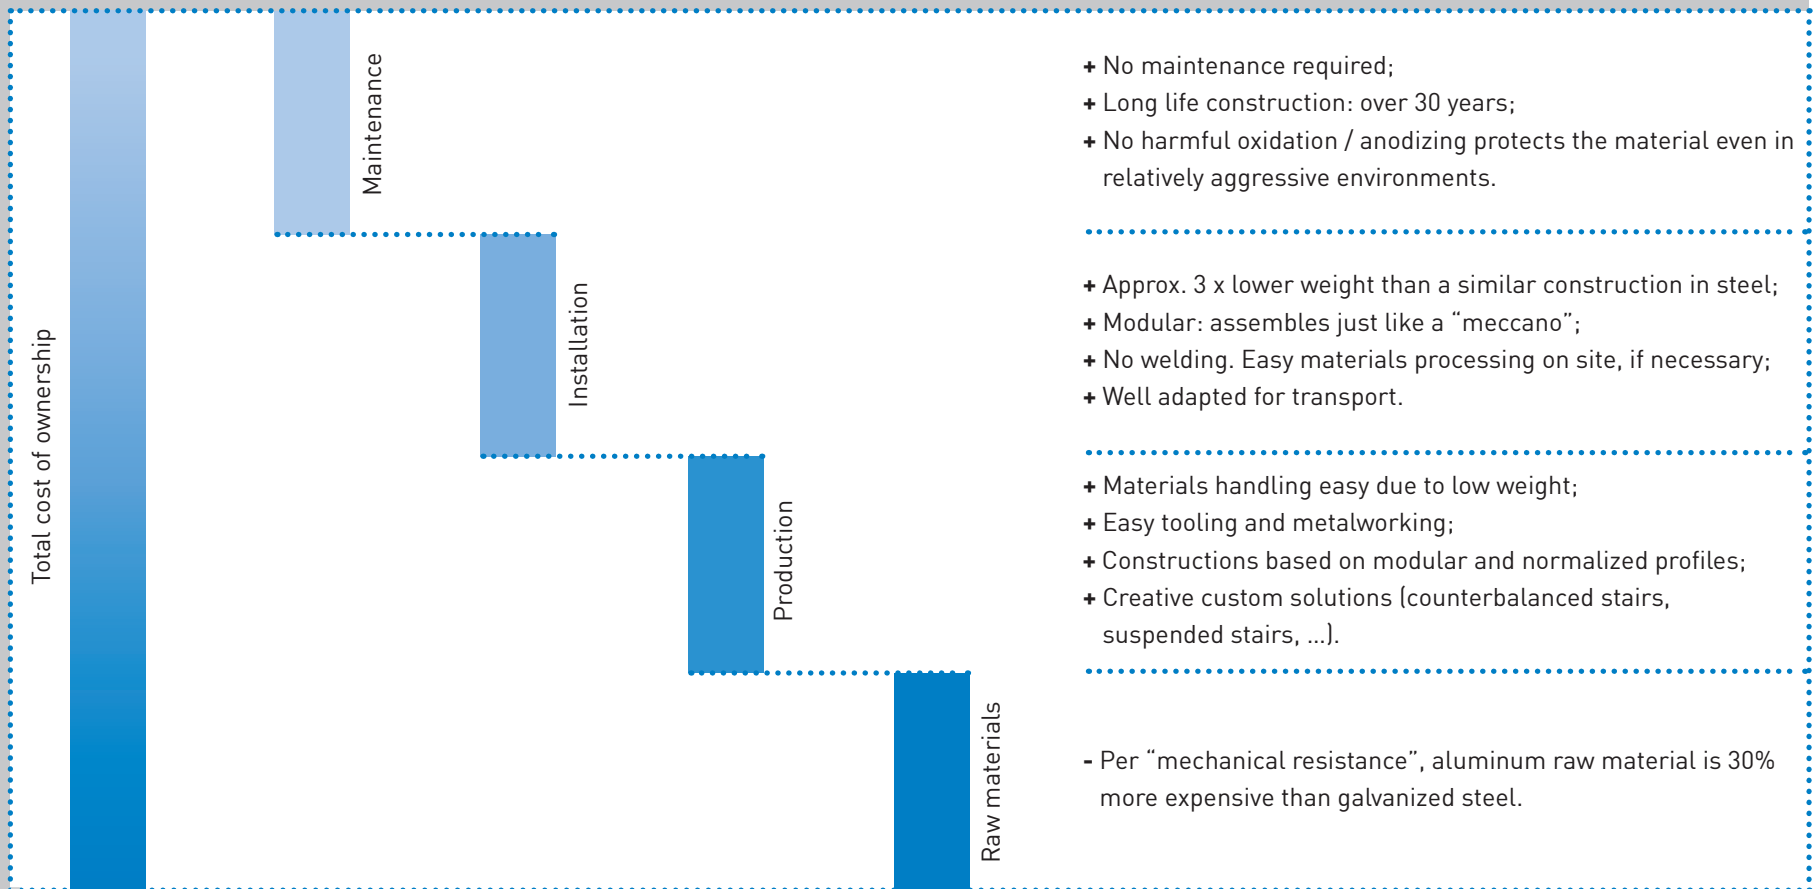 Total cost of ownership
Maintenance
+ No maintenance required;
+ Long life construction: over 30 years;
+ No harmful oxidation / anodizing protects the material even in
relatively aggressive environments.
Installation
+ Approx. 3 x lower weight than a similar construction in steel;
+ Modular: assembles just like a “meccano”;
+ No welding. Easy materials processing on site, if necessary;
+ Well adapted for transport.
Production
+ Materials handling easy due to low weight;
+ Easy tooling and metalworking;
+ Constructions based on modular and normalized profiles;
+ Creative custom solutions (counterbalanced stairs,
suspended stairs, ...).
Raw materials
- Per “mechanical resistance”, aluminum raw material is 30%
more expensive than galvanized steel.